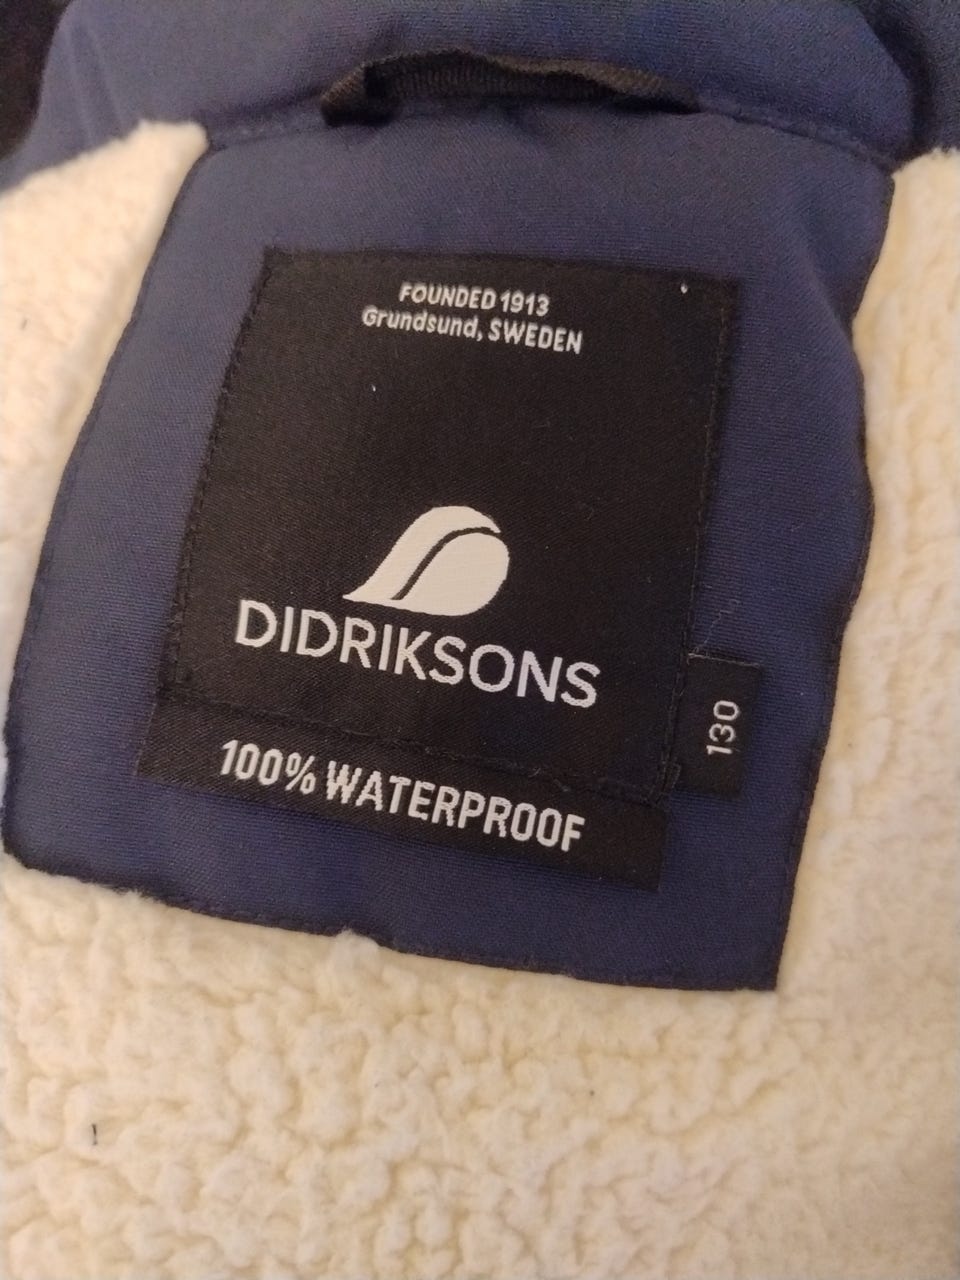 FOUNDED 1913
Grundsund, SWEDEN
DIDRIKSONS
130
100% WATERPROOF